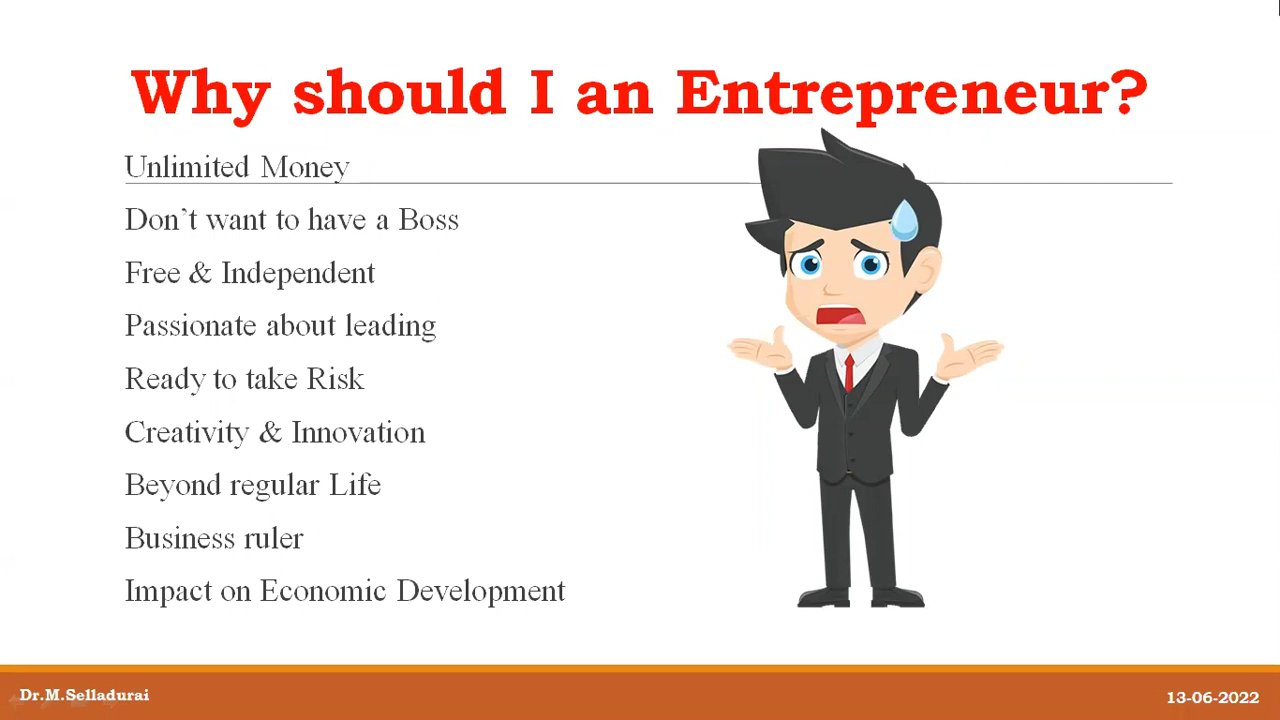 Why should I an Entrepreneur?
Unlimited Money
Don’t want to have a Boss
Free & Independent
Passionate about leading
Ready to take Risk
Creativity & Innovation
Beyond regular Life
Business ruler
Impact on Economic Development
Dr.M.Selladurai
13-06-2022